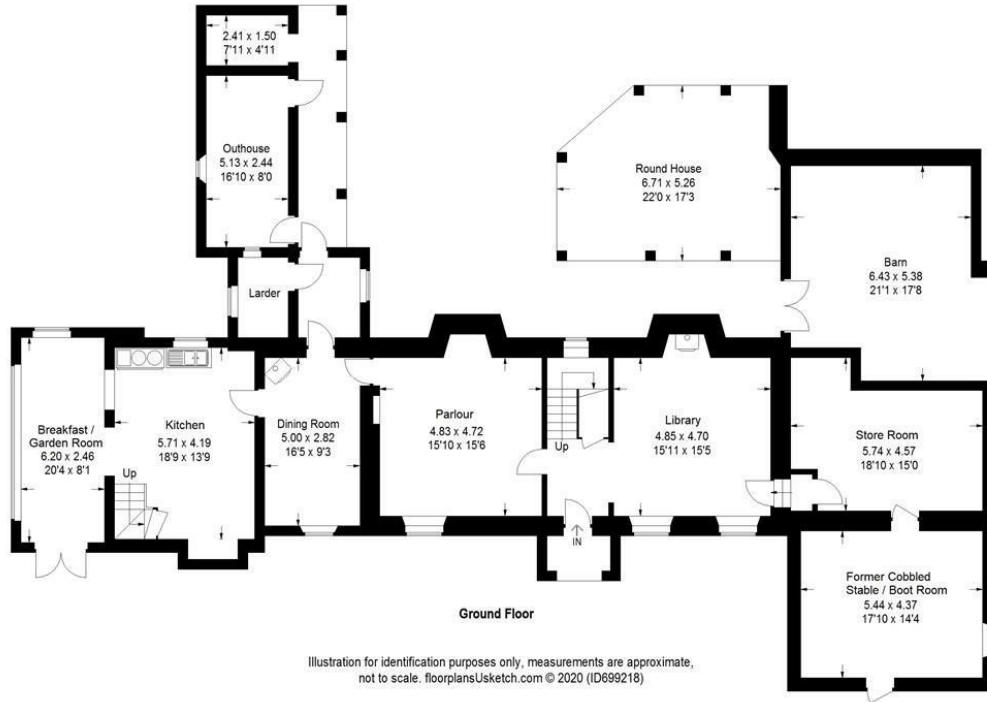 2.41 x 1.50
7'11 x 4'11
Outhouse
5.13 x 2.44
16'10 x 8'0
Round House
6.71 x 5.26
22'0 x 17'3
Barn
6.43 x 5.38
21'1 x 17'8
Larder
Breakfast /
Garden Room
6.20 x 2.46
20'4 x 8'1
Kitchen
5.71 x 4.19
18'9 x 13'9
Up
Dining Room
5.00 x 2.82
16'5 x 9'3
Parlour
4.83 x 4.72
15'10 x 15'6
Up
Library
4.85 x 4.70
15'11 x 15'5
Store Room
5.74 x 4.57
18'10 x 15'0
IN
Former Cobbled
Stable / Boot Room
5.44 x 4.37
17'10 x 14'4
Ground Floor
Illustration for identification purposes only, measurements are approximate,
not to scale. floorplansUsketch.com © 2020 (ID699218)